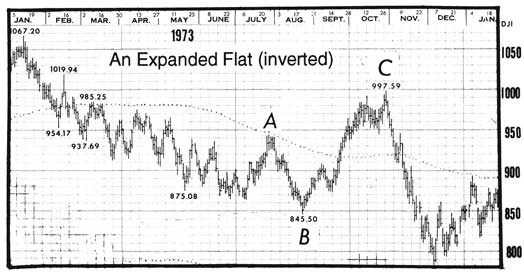 5 JAN. 19 FEB. MAR. APR. MAY JUNE JULY AUG. SEPT. OCT. NOV. DEC. JAN.
1067.20
1973
DJI
An Expanded Flat (inverted)
1050
1019.94
C
997.59
1000
985.25
954.17
937.69
A
950
900
875.08
845.50
850
B
800